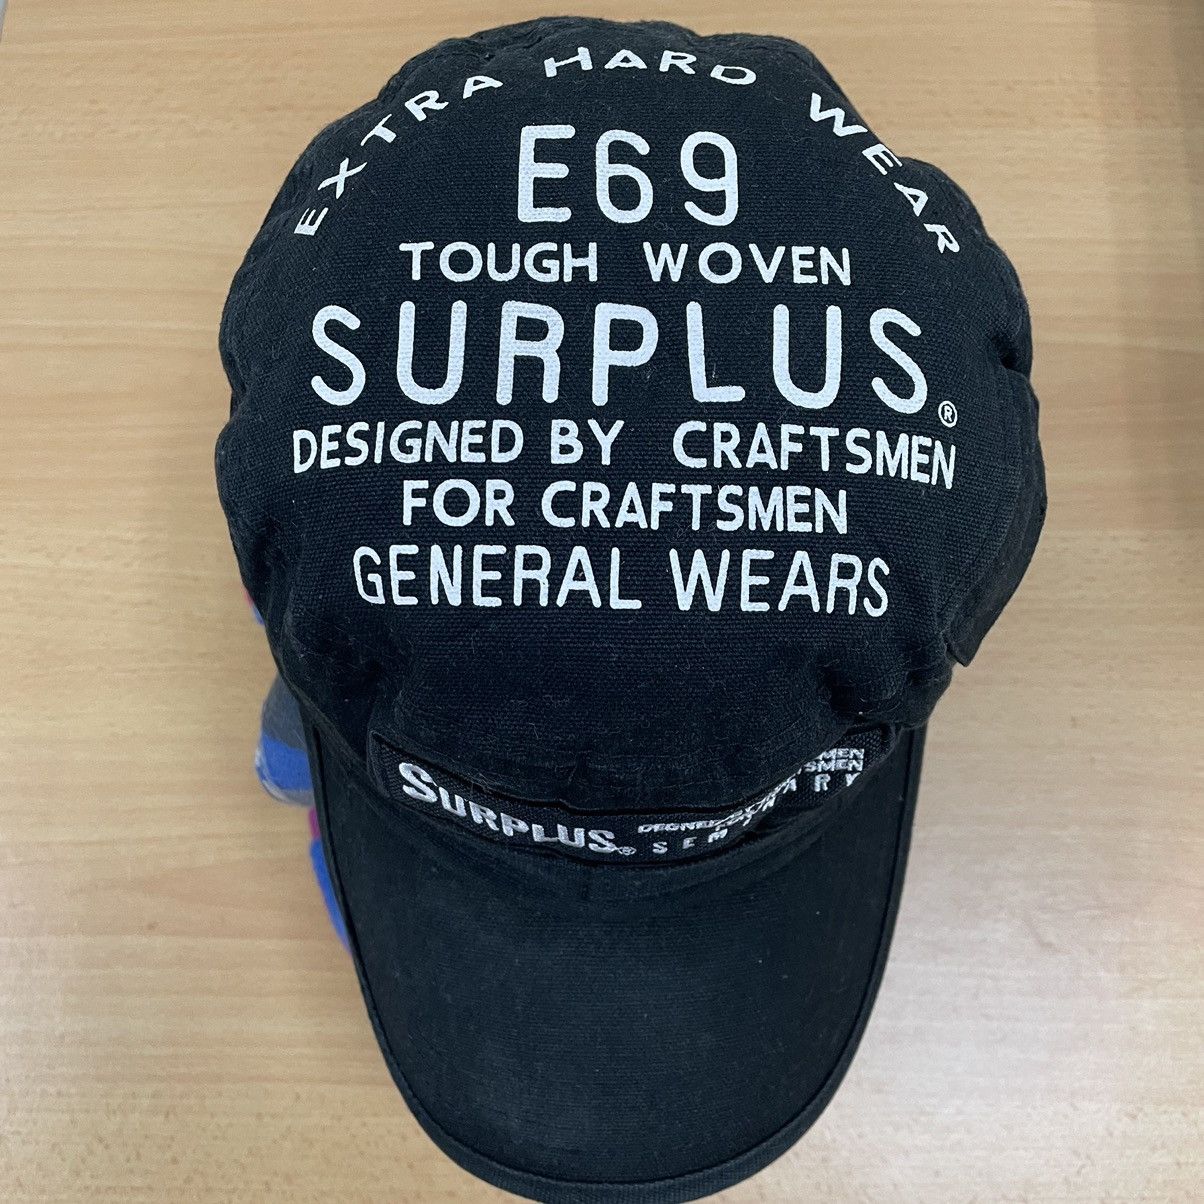 EXTRA HARD WEAR
E69
TOUGH WOVEN
SURPLUS®
DESIGNED BY CRAFTSMEN
FOR CRAFTSMEN
GENERAL WEARS
SURPLUS®